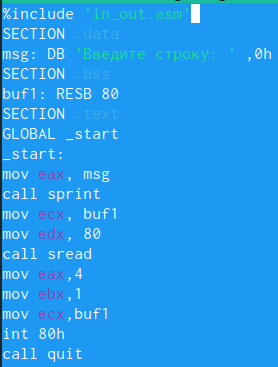 %include 'in_out.asm'
SECTION .data
msg: DB 'Введите строку: ' ,0h
SECTION .bss
buf1: RESB 80
SECTION .text
GLOBAL _start
_start:
mov eax, msg
call sprint
mov ecx, buf1
mov edx, 80
call sread
mov eax,4
mov ebx,1
mov ecx,buf1
int 80h
call quit